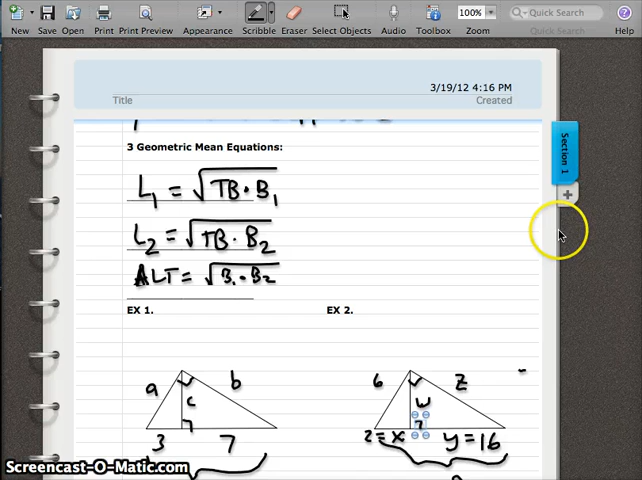 New Save Open Print Print Preview Appearance Scribble Eraser Select Objects Audio Toolbox 100% Zoom Quick Search Quick Search Help
3/19/12 4:16 PM
Title Created
3 Geometric Mean Equations:
L₁ = √TB·B₁
L₂ = √TB·B₂
ALT = √B₁·B₂
EX 1. EX 2.
a b 6 z
c w
3 7 2=x y=16
Section 1
Screencast-O-Matic.com